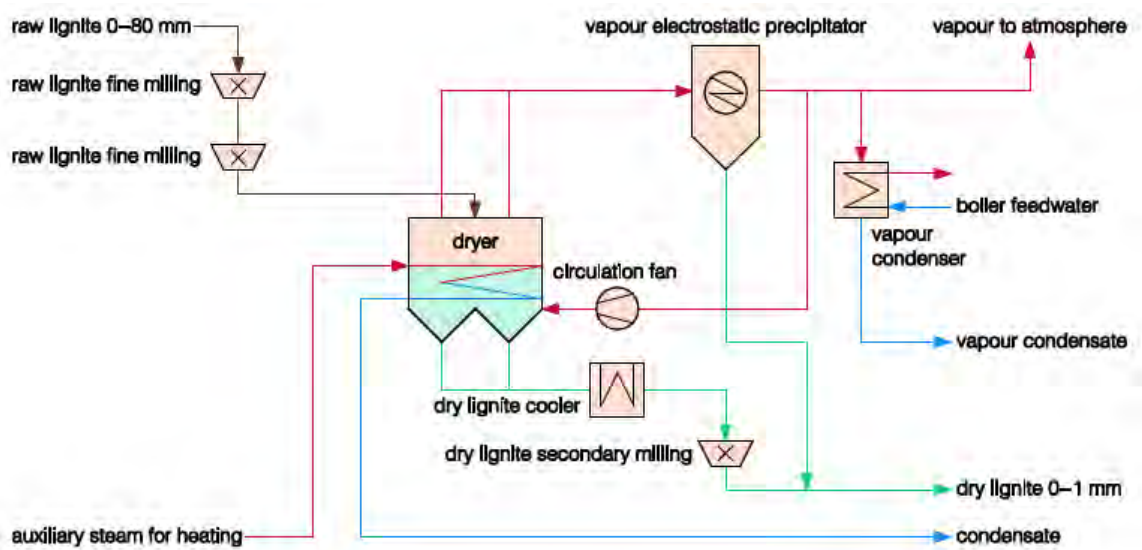 raw lignite 0–80 mm
vapour electrostatic precipitator
vapour to atmosphere
raw lignite fine milling
raw lignite fine milling
dryer
boiler feedwater
vapour
condenser
circulation fan
vapour condensate
dry lignite cooler
dry lignite secondary milling
dry lignite 0–1 mm
auxiliary steam for heating
condensate